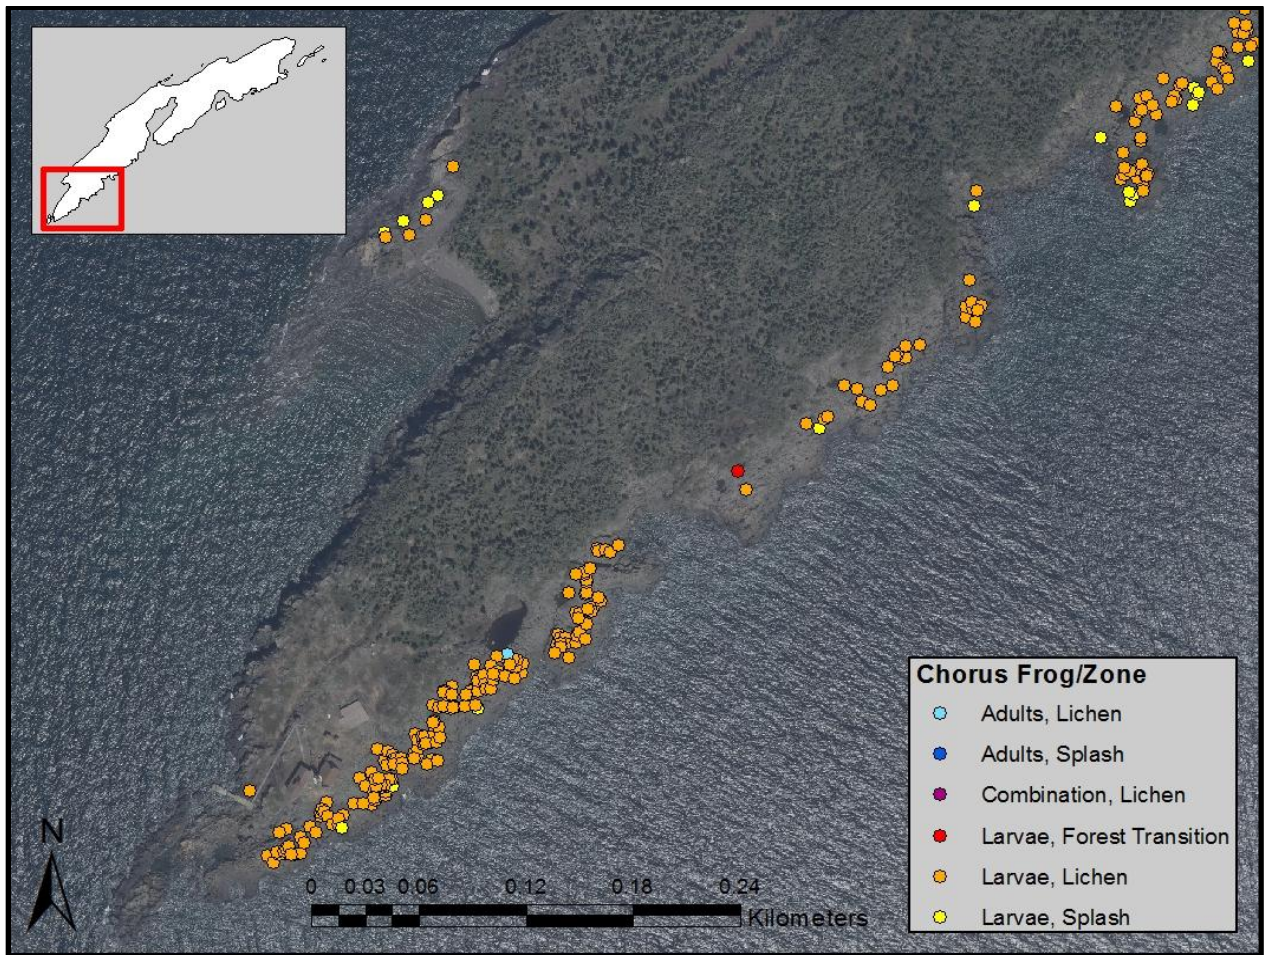 Chorus Frog/Zone
Adults, Lichen
Adults, Splash
Combination, Lichen
Larvae, Forest Transition
Larvae, Lichen
Larvae, Splash
N
0 0.03 0.06 0.12 0.18 0.24
Kilometers